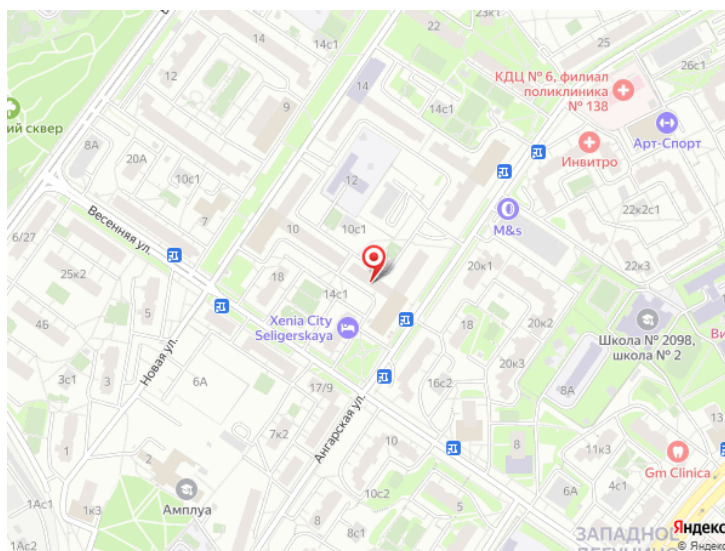 23к1
22
14
14с1
25
26с1
КДЦ № 6, филиал
поликлиника
№ 138
14
12
9
14с1
Арт-Спорт
Инвитро
ий сквер
8А
20А
12
10с1
22к2с1
7
10с1
M&s
Весенняя ул.
6/27
10
20к1
22к3
25к2
18
14с1
Xenia City
Seligerskaya
18
20к2
Школа № 2098,
школа № 2
Ви
4Б
5
Новая ул.
3с1
3
6А
17/9
16с2
20к3
8А
Ангарская ул.
7к2
10
8
11к3
2
Gm Clinica
1Ас1
1к3
Амплуа
10с2
6А
4с1
8с1
8
ЗАПАДНОЕ
Яндекс
© Яндекс